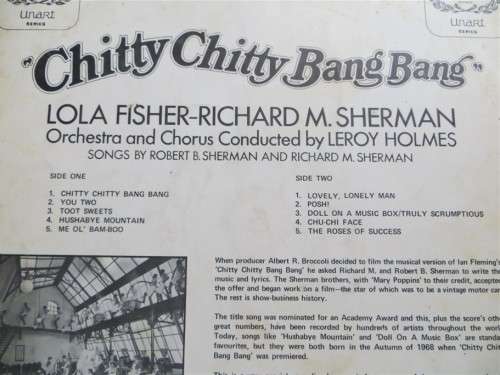 Unart
SERIES
Unart
SERIES
"Chitty Chitty Bang Bang"
LOLA FISHER-RICHARD M. SHERMAN
Orchestra and Chorus Conducted by LEROY HOLMES
SONGS BY ROBERT B. SHERMAN AND RICHARD M. SHERMAN
SIDE ONE
1. CHITTY CHITTY BANG BANG
2. YOU TWO
3. TOOT SWEETS
4. HUSHABYE MOUNTAIN
5. ME OL' BAM-BOO
SIDE TWO
1. LOVELY, LONELY MAN
2. POSH!
3. DOLL ON A MUSIC BOX/TRULY SCRUMPTIOUS
4. CHU-CHI FACE
5. THE ROSES OF SUCCESS
When producer Albert R. Broccoli decided to film the musical version of Ian Fleming's
'Chitty Chitty Bang Bang' he asked Richard M. and Robert B. Sherman to write the
music and lyrics. The Sherman brothers, with 'Mary Poppins' to their credit, accepted
the offer and began work on a film—the star of which was to be a vintage motor car
The rest is show-business history.
The title song was nominated for an Academy Award and this, plus the score's other
great numbers, have been recorded by hundreds of artists throughout the world
Today, songs like 'Hushabye Mountain' and 'Doll On A Music Box' are standard
favourites, but they were both born in the Autumn of 1968 when 'Chitty Chitty
Bang Bang' was premiered.